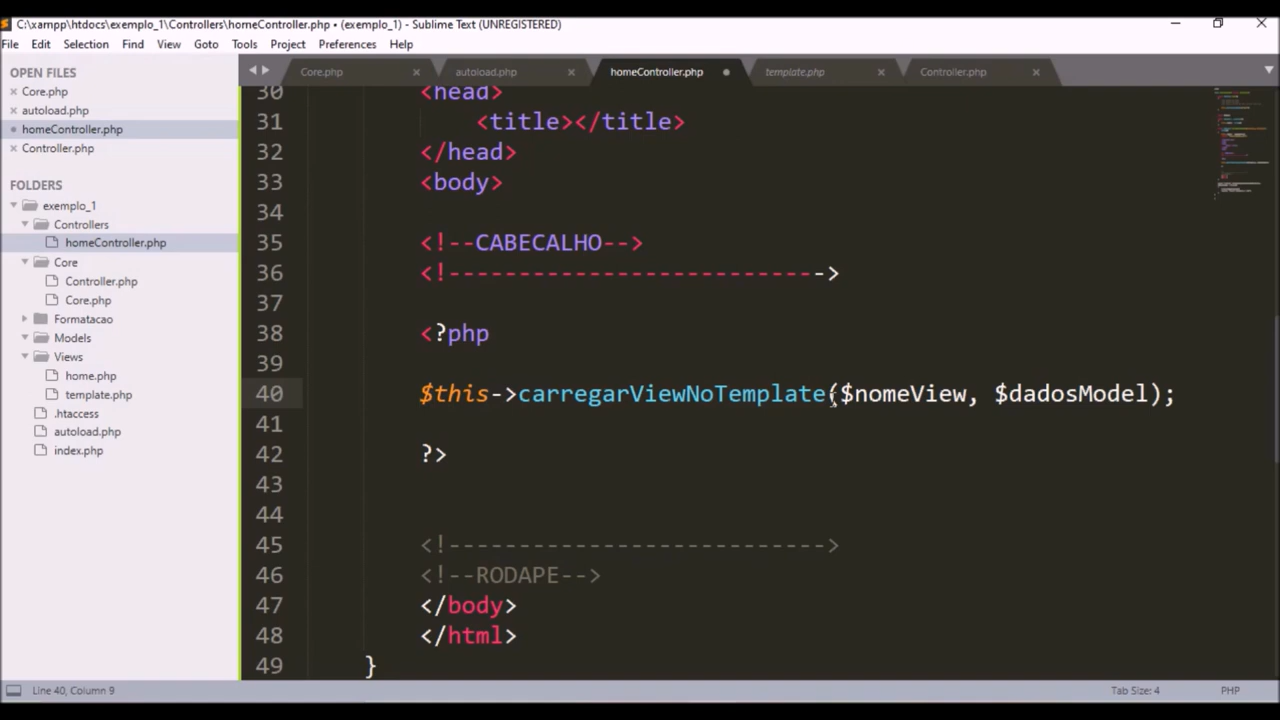 C:\xampp\htdocs\exemplo_1\Controllers\homeController.php • (exemplo_1) - Sublime Text (UNREGISTERED)
File Edit Selection Find View Goto Tools Project Preferences Help
OPEN FILES
Core.php
autoload.php
homeController.php
Controller.php
FOLDERS
exemplo_1
Controllers
homeController.php
Core
Controller.php
Core.php
Formatacao
Models
Views
home.php
template.php
.htaccess
autoload.php
index.php
Core.php autoload.php homeController.php template.php Controller.php
30 <head>
31 <title></title>
32 </head>
33 <body>
34
35 <!--CABECALHO-->
36 <!--------------------------->
37
38 <?php
39
40 $this->carregarViewNoTemplate($nomeView, $dadosModel);
41
42 ?>
43
44
45 <!--------------------------->
46 <!--RODAPE-->
47 </body>
48 </html>
49 }
Line 40, Column 9 Tab Size: 4 PHP